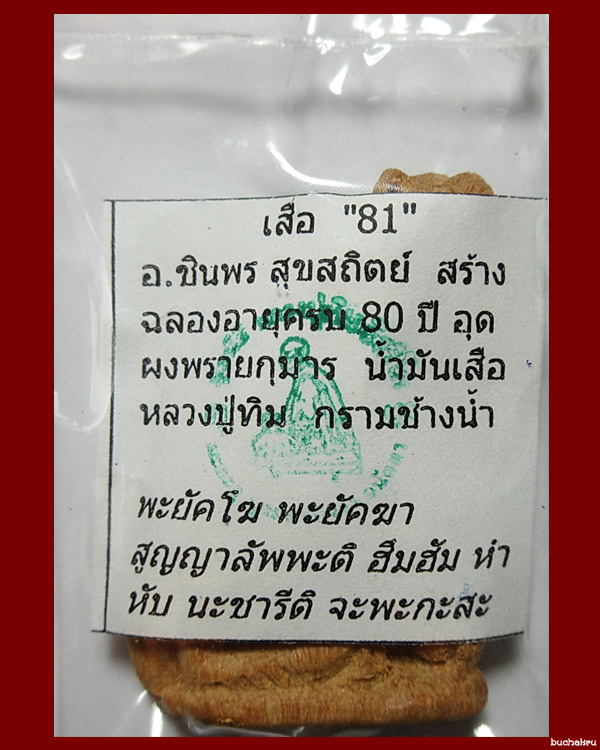 เสือ "81"
อ.ชินพร สุขสถิตย์ สร้าง
ฉลองอายุครบ 80 ปี อุด
ผงพรายกุมาร น้ำมันเสือ
หลวงปู่ทิม กรามช้างน้ำ
พะยัคโฆ พะยัคฆา
สูญญาลัพพะติ ฮึมฮัม หำ
หับ นะชารีติ จะพะกะสะ
buchakru